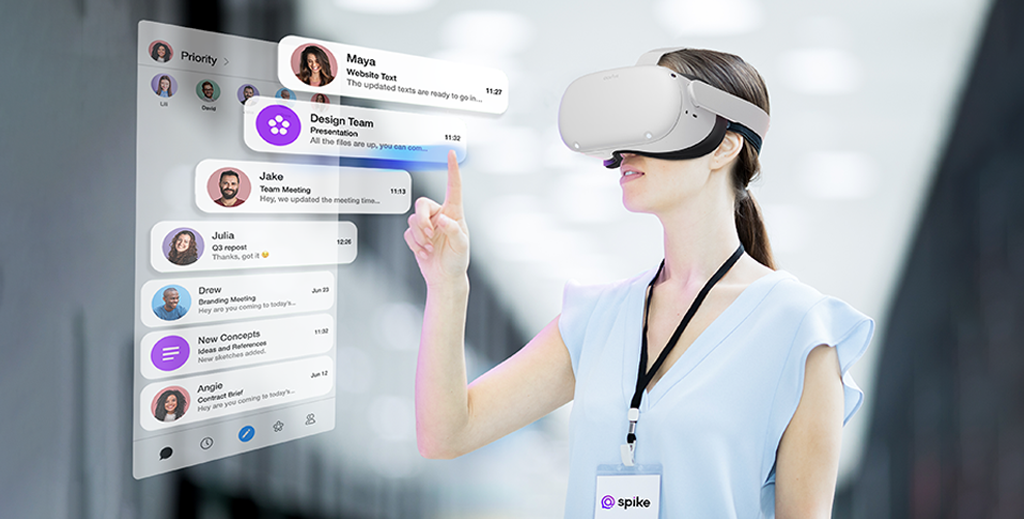 Priority >
Lili
David
Maya
Website Text
The updated texts are ready to go in...
11:27
Design Team
Presentation
All the files are up, you can com...
11:32
Jake
Team Meeting
Hey, we updated the meeting time...
11:13
Julia
Q3 repost
Thanks, got it 😉
12:26
Drew
Branding Meeting
Hey are you coming to today's...
Jun 23
New Concepts
Ideas and References
New sketches added.
11:32
Angie
Contract Brief
Hey are you coming to today's...
Jun 12
spike